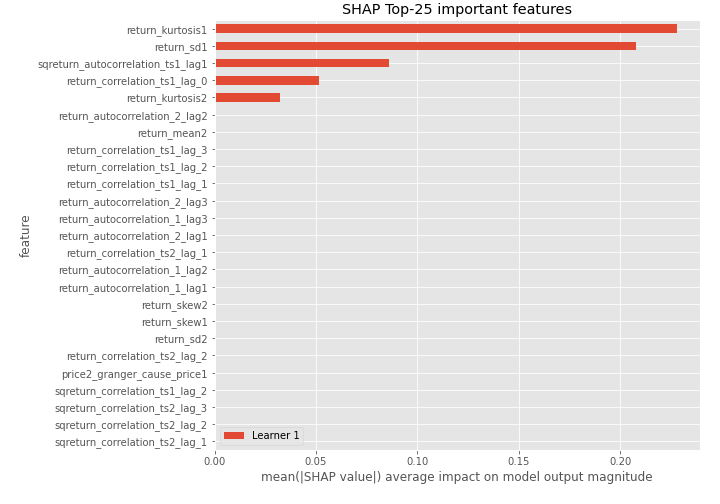 SHAP Top-25 important features
feature
return_kurtosis1
return_sd1
sqreturn_autocorrelation_ts1_lag1
return_correlation_ts1_lag_0
return_kurtosis2
return_autocorrelation_2_lag2
return_mean2
return_correlation_ts1_lag_3
return_correlation_ts1_lag_2
return_correlation_ts1_lag_1
return_autocorrelation_2_lag3
return_autocorrelation_1_lag3
return_autocorrelation_2_lag1
return_correlation_ts2_lag_1
return_autocorrelation_1_lag2
return_autocorrelation_1_lag1
return_skew2
return_skew1
return_sd2
return_correlation_ts2_lag_2
price2_granger_cause_price1
sqreturn_correlation_ts1_lag_2
sqreturn_correlation_ts2_lag_3
sqreturn_correlation_ts2_lag_2
sqreturn_correlation_ts2_lag_1
Learner 1
0.00 0.05 0.10 0.15 0.20
mean(|SHAP value|) average impact on model output magnitude